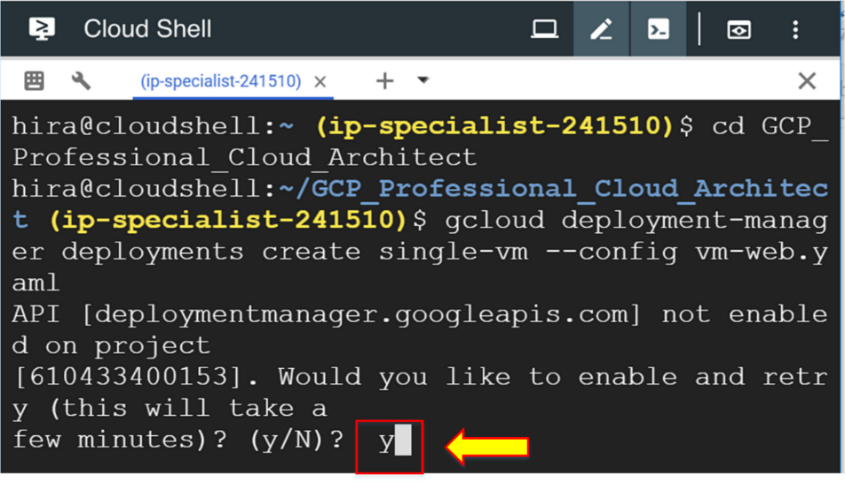 Cloud Shell
(ip-specialist-241510)
hira@cloudshell:~ (ip-specialist-241510)$ cd GCP_
Professional_Cloud_Architect
hira@cloudshell:~/GCP_Professional_Cloud_Architec
t (ip-specialist-241510)$ gcloud deployment-manag
er deployments create single-vm --config vm-web.y
aml
API [deploymentmanager.googleapis.com] not enable
d on project
[610433400153]. Would you like to enable and retr
y (this will take a
few minutes)? (y/N)? y